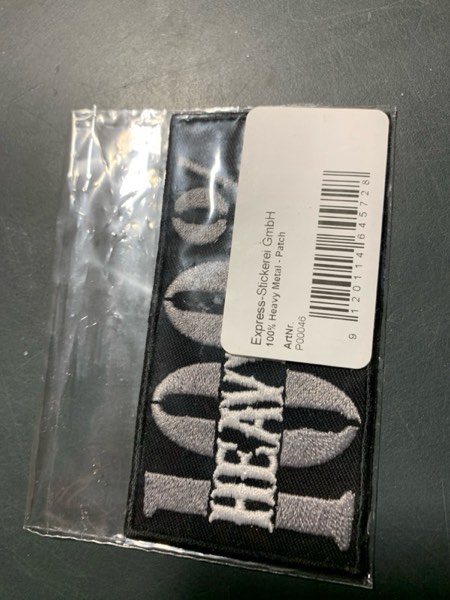 Express-Stickerei GmbH
100% Heavy Metal - Patch
ArtNr.
P00046
9 120114 645728
100%
HEAVY